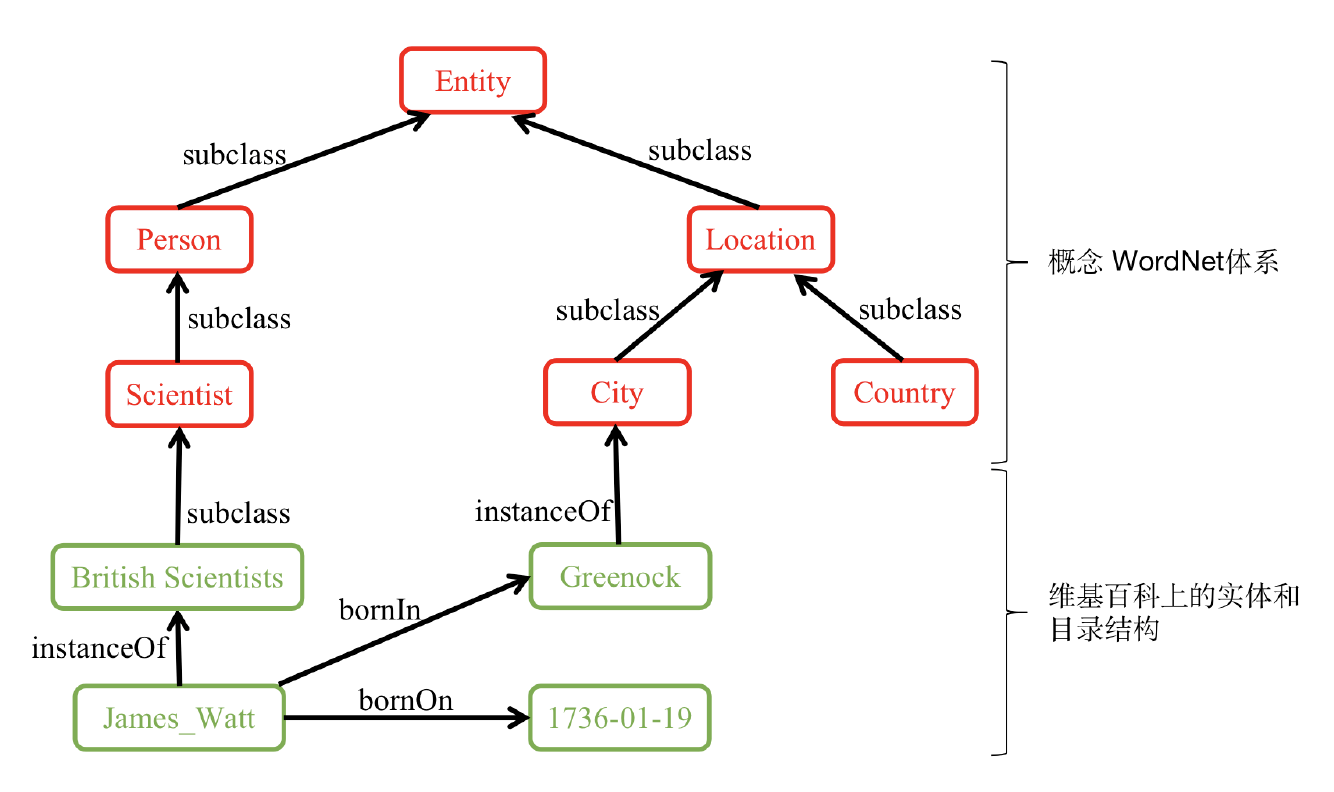 Entity
subclass
subclass
Person
Location
概念 WordNet体系
subclass
subclass
subclass
Scientist
City
Country
subclass
instanceOf
British Scientists
Greenock
维基百科上的实体和
目录结构
bornIn
instanceOf
James_Watt
bornOn
1736-01-19